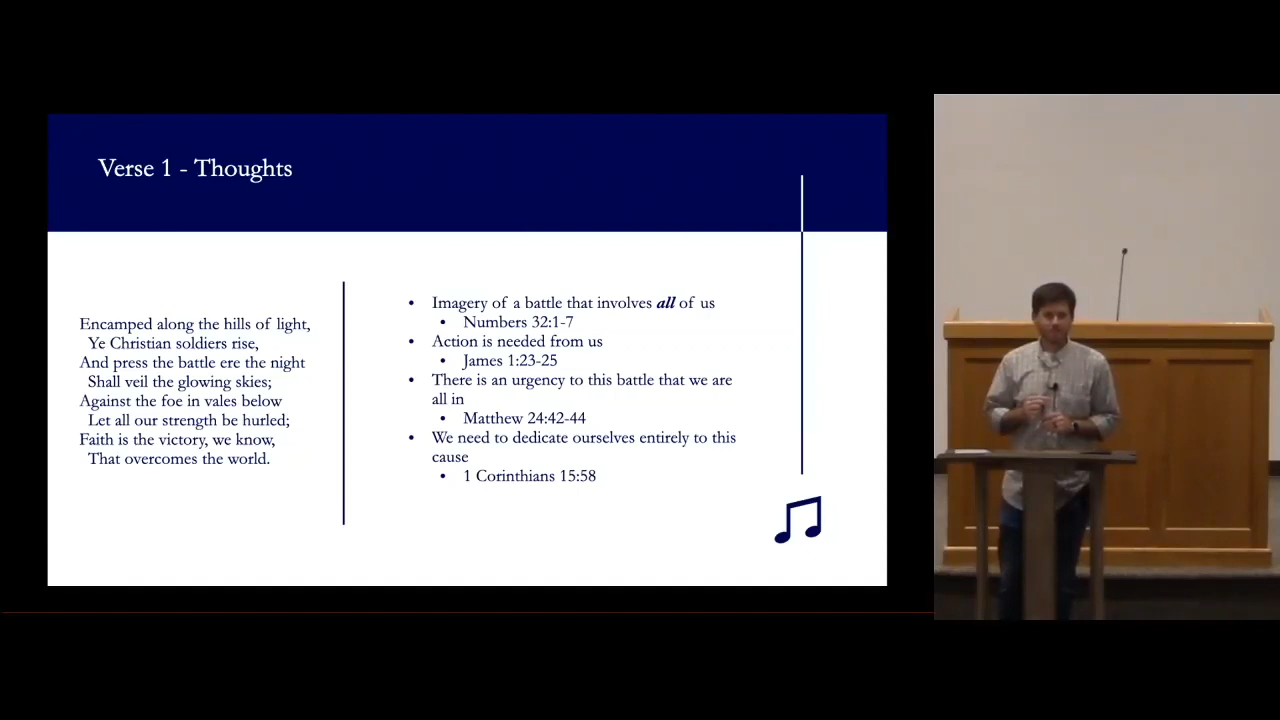 Verse 1 - Thoughts
Encamped along the hills of light,
Ye Christian soldiers rise,
And press the battle ere the night
Shall veil the glowing skies;
Against the foe in vales below
Let all our strength be hurled;
Faith is the victory, we know,
That overcomes the world.
• Imagery of a battle that involves all of us
• Numbers 32:1-7
• Action is needed from us
• James 1:23-25
• There is an urgency to this battle that we are
all in
• Matthew 24:42-44
• We need to dedicate ourselves entirely to this
cause
• 1 Corinthians 15:58